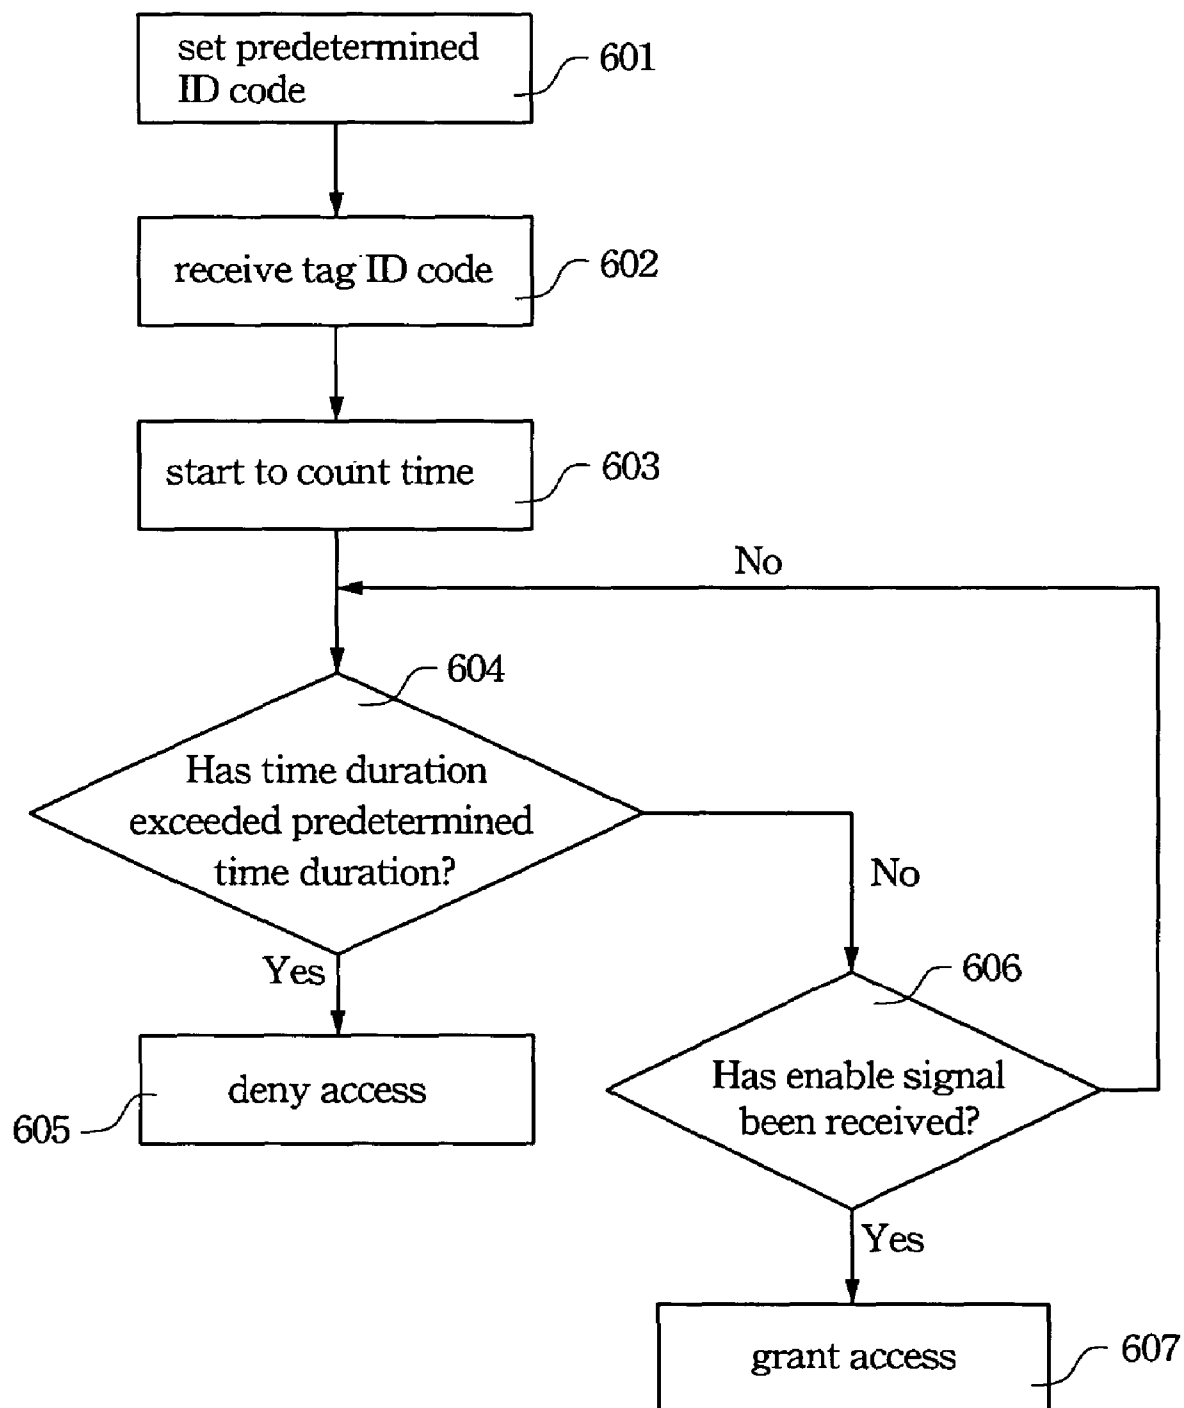 set predetermined
ID code
601
receive tag ID code
602
start to count time
603
No
604
Has time duration
exceeded predetermined
time duration?
No
Yes
606
deny access
605
Has enable signal
been received?
Yes
grant access
607